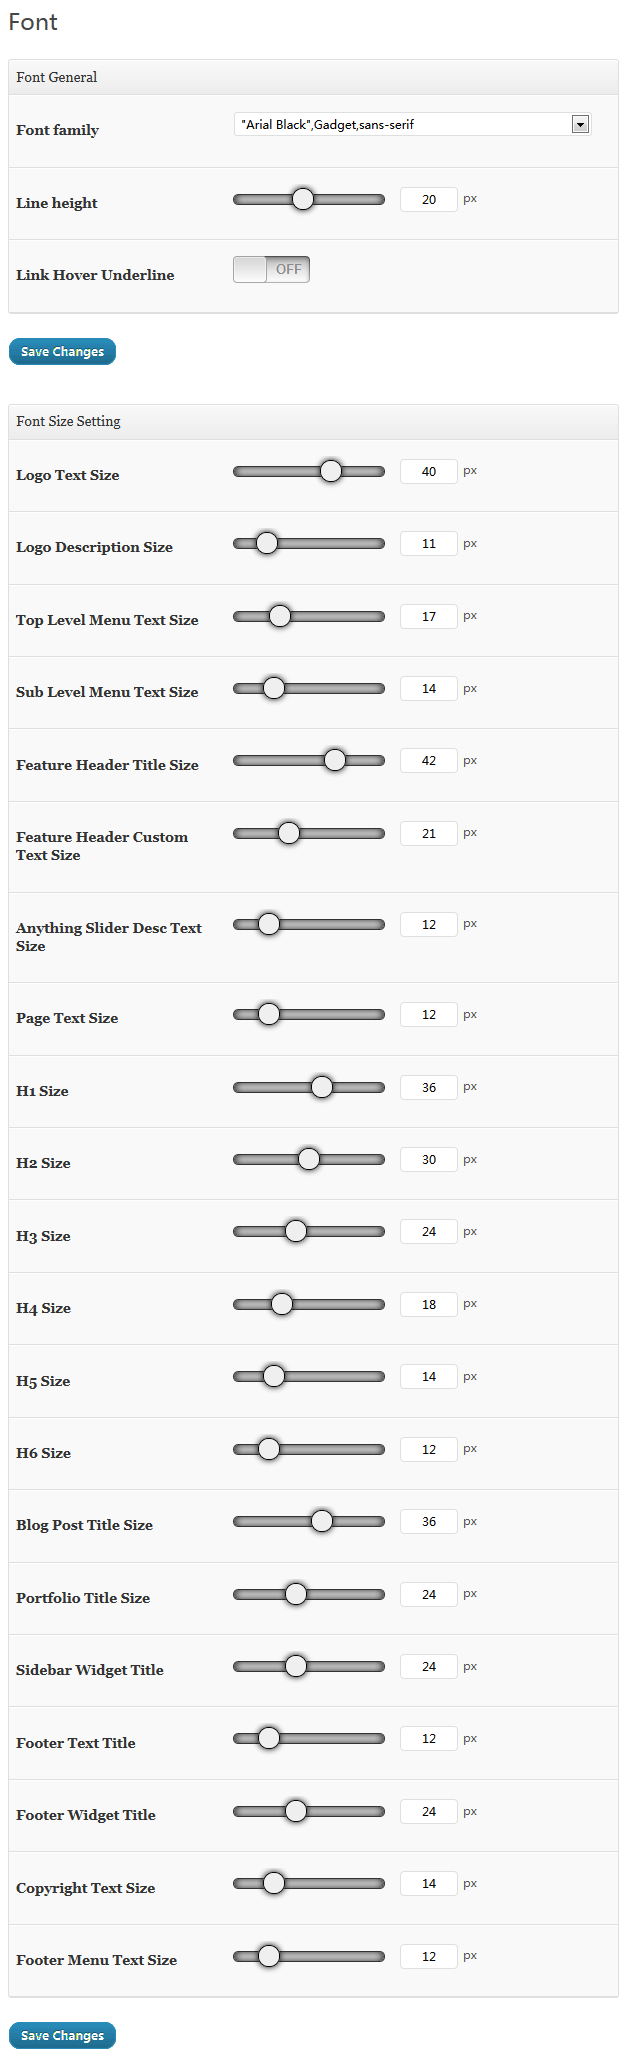 Font
Font General
Font family
"Arial Black",Gadget,sans-serif
Line height
20 px
Link Hover Underline
OFF
Save Changes
Font Size Setting
Logo Text Size
40 px
Logo Description Size
11 px
Top Level Menu Text Size
17 px
Sub Level Menu Text Size
14 px
Feature Header Title Size
42 px
Feature Header Custom
Text Size
21 px
Anything Slider Desc Text
Size
12 px
Page Text Size
12 px
H1 Size
36 px
H2 Size
30 px
H3 Size
24 px
H4 Size
18 px
H5 Size
14 px
H6 Size
12 px
Blog Post Title Size
36 px
Portfolio Title Size
24 px
Sidebar Widget Title
24 px
Footer Text Title
12 px
Footer Widget Title
24 px
Copyright Text Size
14 px
Footer Menu Text Size
12 px
Save Changes